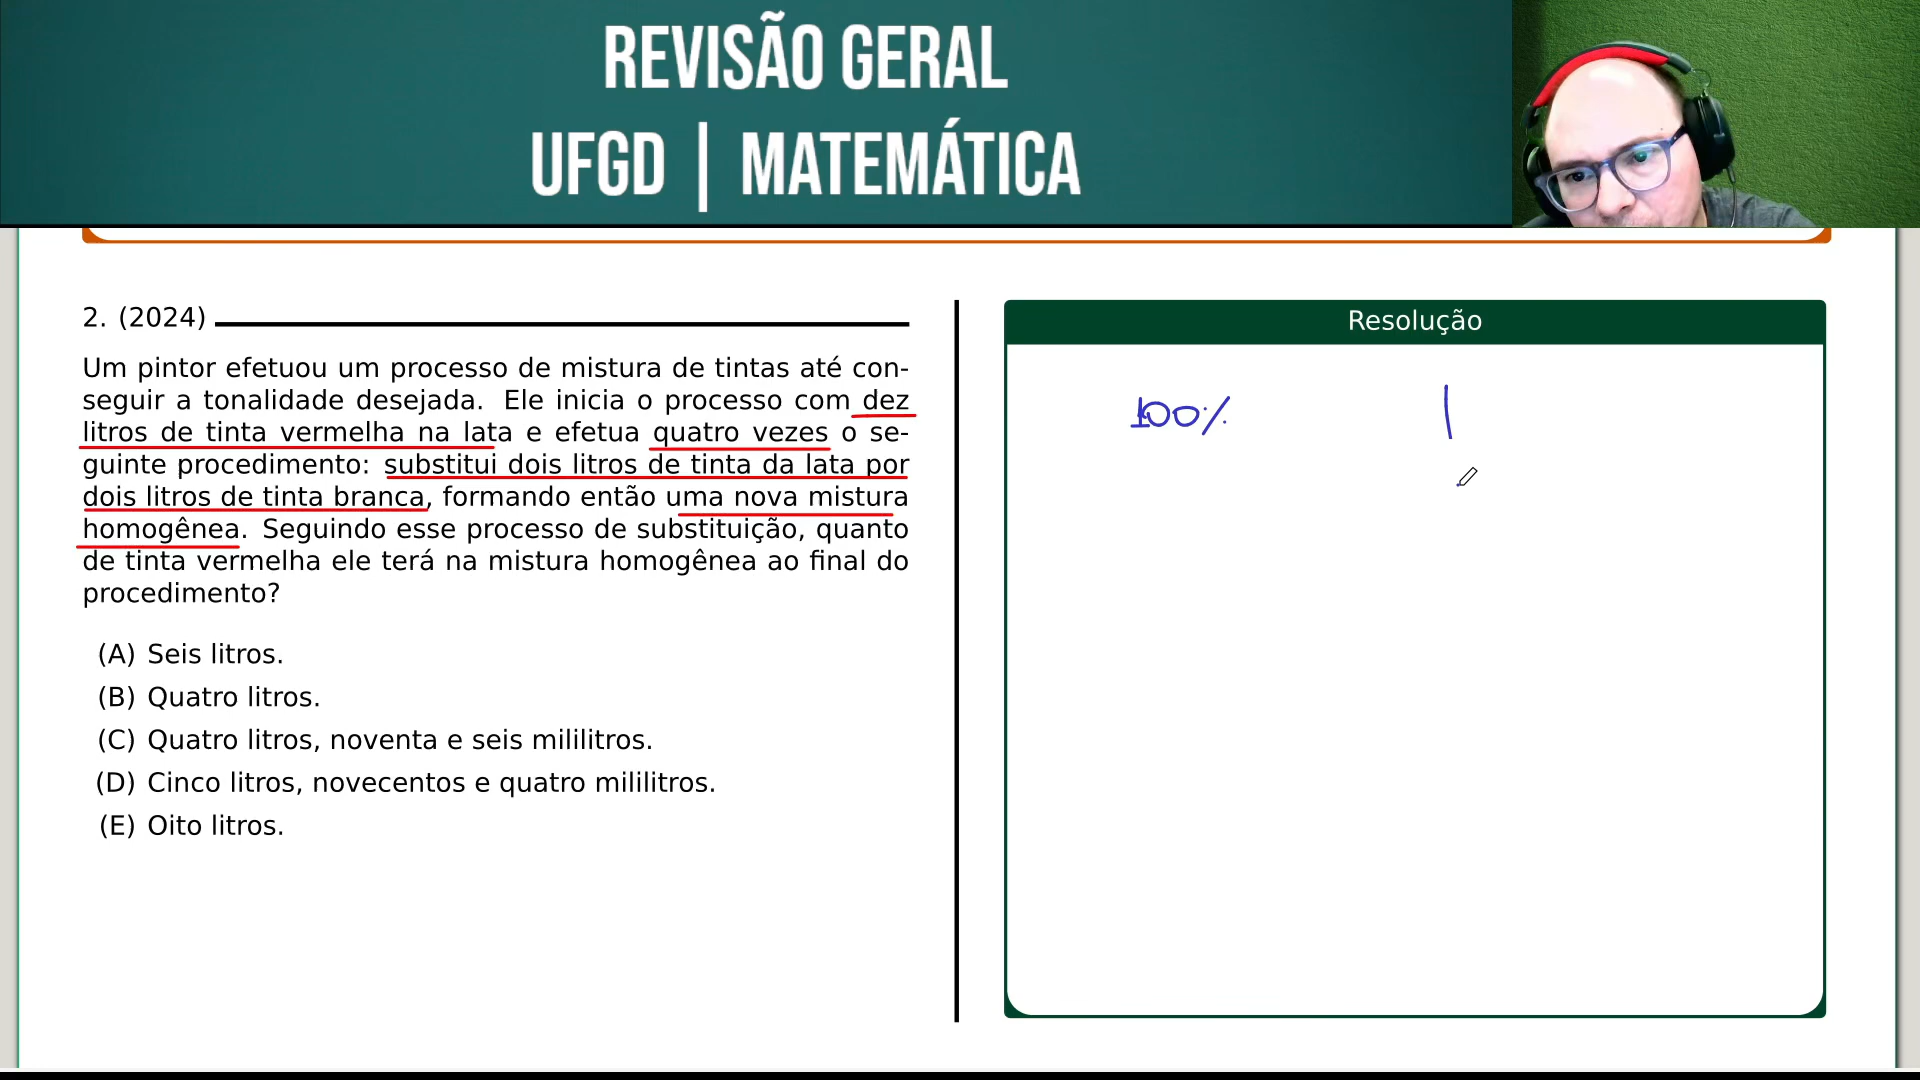 REVISÃO GERAL
UFGD | MATEMÁTICA
2. (2024)
Um pintor efetuou um processo de mistura de tintas até con-
seguir a tonalidade desejada. Ele inicia o processo com dez
litros de tinta vermelha na lata e efetua quatro vezes o se-
guinte procedimento: substitui dois litros de tinta da lata por
dois litros de tinta branca, formando então uma nova mistura
homogênea. Seguindo esse processo de substituição, quanto
de tinta vermelha ele terá na mistura homogênea ao final do
procedimento?
(A) Seis litros.
(B) Quatro litros.
(C) Quatro litros, noventa e seis mililitros.
(D) Cinco litros, novecentos e quatro mililitros.
(E) Oito litros.
Resolução
100%